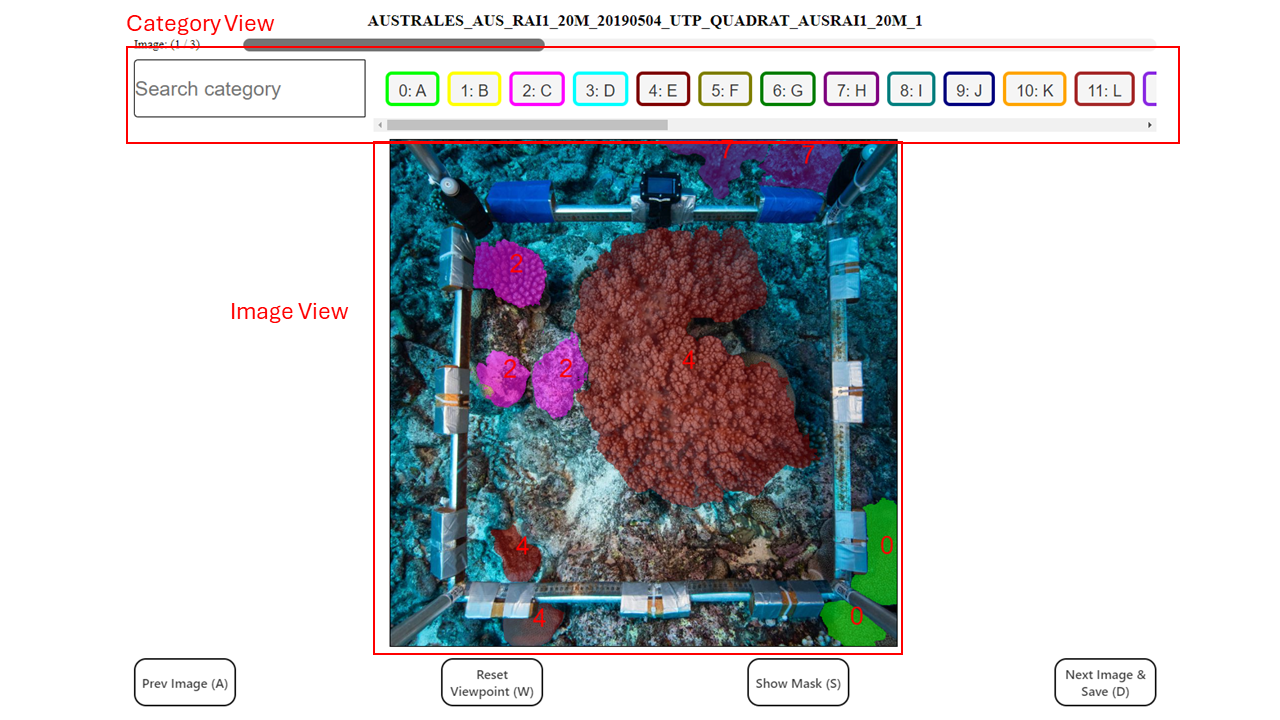 Category View
AUSTRALES_AUS_RAI1_20M_20190504_UTP_QUADRAT_AUSRAI1_20M_1
Image: (1 / 3)
Search category
0: A
1: B
2: C
3: D
4: E
5: F
6: G
7: H
8: I
9: J
10: K
11: L
7
7
2
Image View
4
2
2
4
0
4
0
Prev Image (A)
Reset
Viewpoint (W)
Show Mask (S)
Next Image &
Save (D)